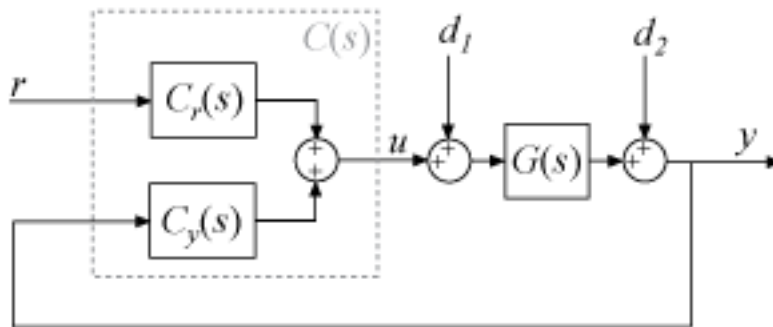 C(s)
d1
d2
r
Cr(s)
+
+
u
+
+
G(s)
+
+
y
Cy(s)